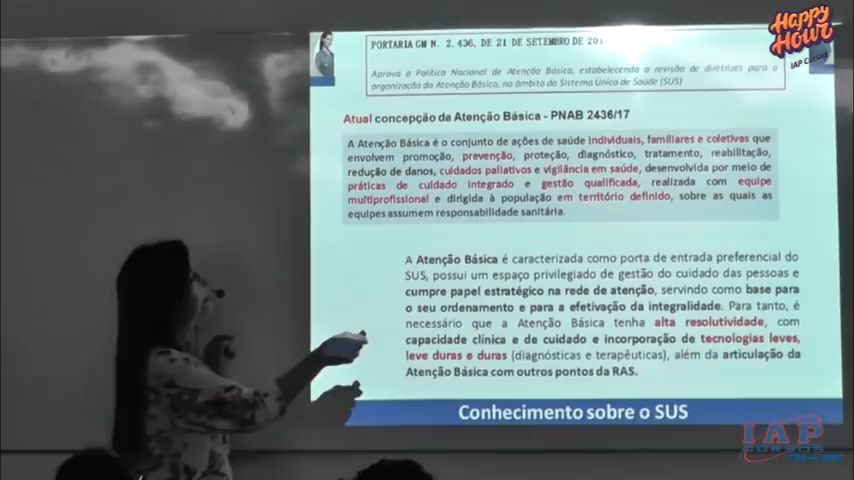 HAPPY
HOUR
IAP Cursos
PORTARIA GM N. 2.436, DE 21 DE SETEMBRO DE 201
Aprova a Política Nacional de Atenção Básica, estabelecendo a revisão de diretrizes para a
organização da Atenção Básica, no âmbito do Sistema Único de Saúde (SUS)
Atual concepção da Atenção Básica - PNAB 2436/17
A Atenção Básica é o conjunto de ações de saúde individuais, familiares e coletivas que
envolvem promoção, prevenção, proteção, diagnóstico, tratamento, reabilitação,
redução de danos, cuidados paliativos e vigilância em saúde, desenvolvida por meio de
práticas de cuidado integrado e gestão qualificada, realizada com equipe
multiprofissional e dirigida à população em território definido, sobre as quais as
equipes assumem responsabilidade sanitária.
A Atenção Básica é caracterizada como porta de entrada preferencial do
SUS, possui um espaço privilegiado de gestão do cuidado das pessoas e
cumpre papel estratégico na rede de atenção, servindo como base para
o seu ordenamento e para a efetivação da integralidade. Para tanto, é
necessário que a Atenção Básica tenha alta resolutividade, com
capacidade clínica e de cuidado e incorporação de tecnologias leves,
leve duras e duras (diagnósticas e terapêuticas), além da articulação da
Atenção Básica com outros pontos da RAS.
Conhecimento sobre o SUS
IAP
CURSOS